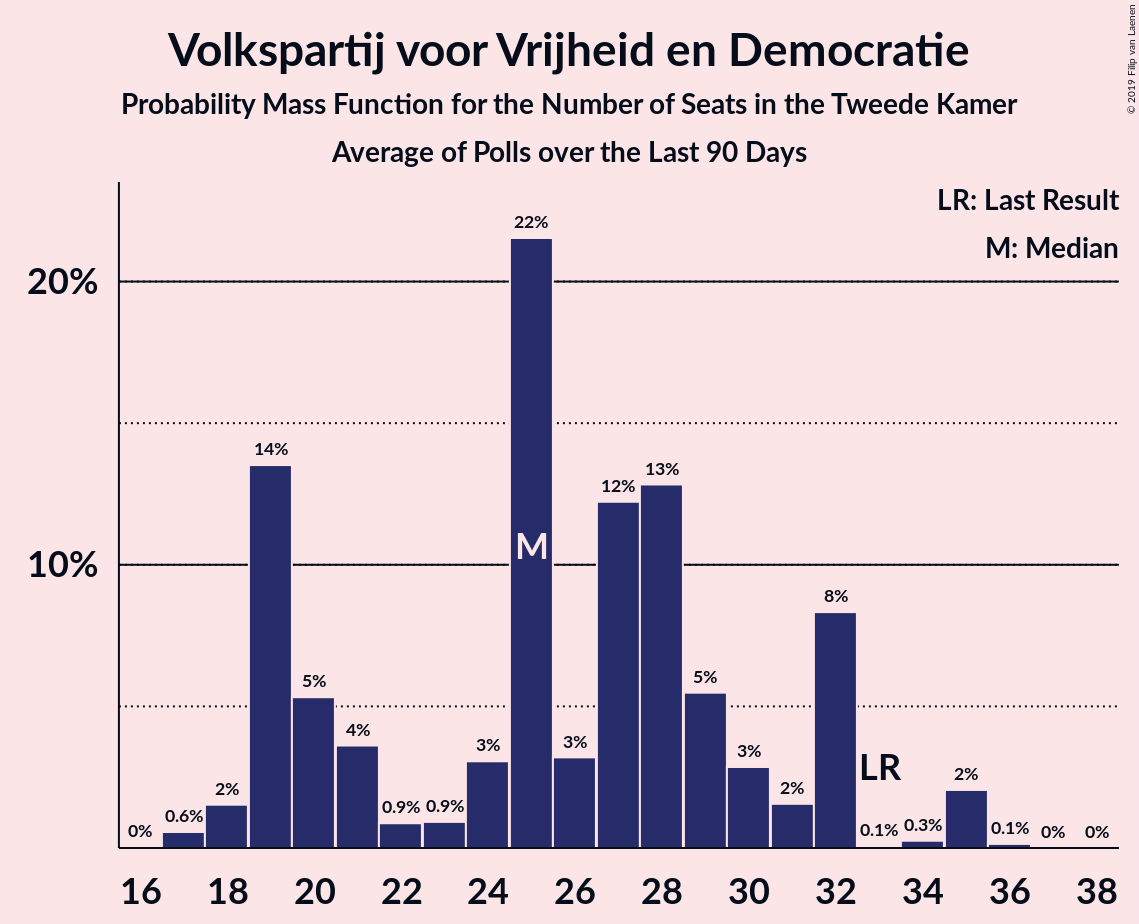 © 2019 Filip van Laenen
Volkspartij voor Vrijheid en Democratie
Probability Mass Function for the Number of Seats in the Tweede Kamer
Average of Polls over the Last 90 Days
LR: Last Result
M: Median
20%
10%
0%
0.6%
2%
14%
5%
4%
0.9%
0.9%
3%
22%
M
3%
12%
13%
5%
3%
2%
8%
LR
0.1%
0.3%
2%
0.1%
0%
0%
16 18 20 22 24 26 28 30 32 34 36 38